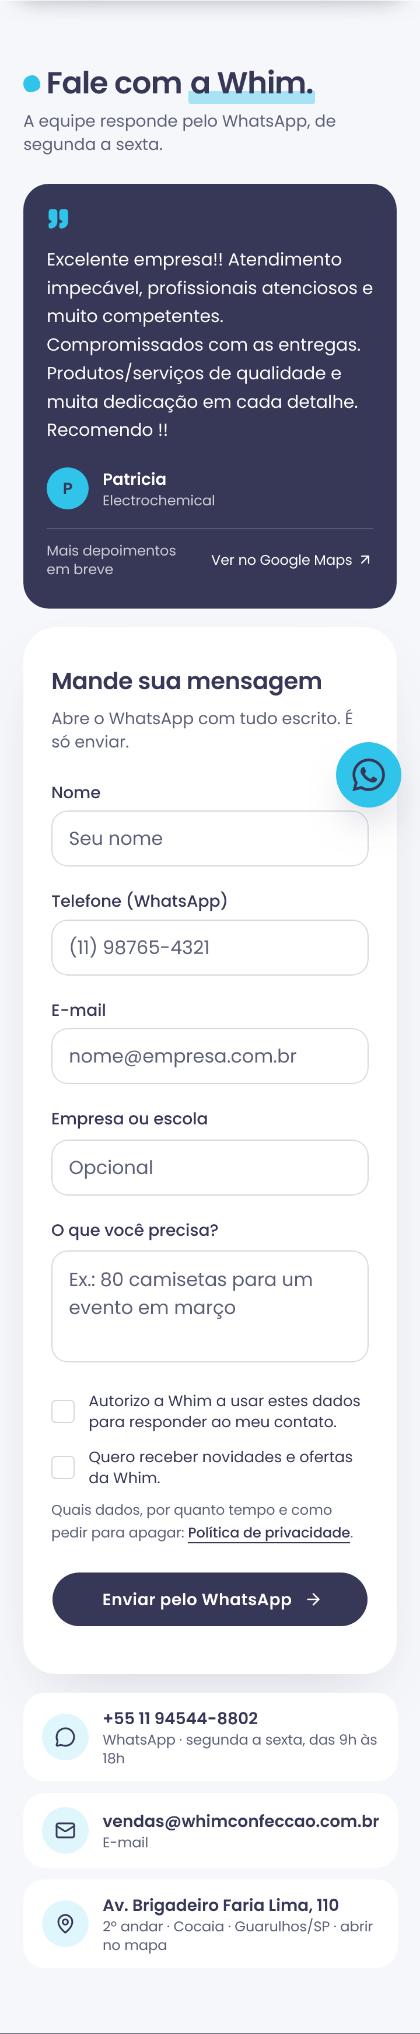 Fale com a Whim.
A equipe responde pelo WhatsApp, de
segunda a sexta.
Excelente empresa!! Atendimento
impecável, profissionais atenciosos e
muito competentes.
Compromissados com as entregas.
Produtos/serviços de qualidade e
muita dedicação em cada detalhe.
Recomendo !!
P
Patricia
Electrochemical
Mais depoimentos
em breve
Ver no Google Maps
Mande sua mensagem
Abre o WhatsApp com tudo escrito. É
só enviar.
Nome
Seu nome
Telefone (WhatsApp)
(11) 98765-4321
E-mail
nome@empresa.com.br
Empresa ou escola
Opcional
O que você precisa?
Ex.: 80 camisetas para um
evento em março
Autorizo a Whim a usar estes dados
para responder ao meu contato.
Quero receber novidades e ofertas
da Whim.
Quais dados, por quanto tempo e como
pedir para apagar: Política de privacidade.
Enviar pelo WhatsApp
+55 11 94544-8802
WhatsApp · segunda a sexta, das 9h às
18h
vendas@whimconfeccao.com.br
E-mail
Av. Brigadeiro Faria Lima, 110
2º andar · Cocaia · Guarulhos/SP · abrir
no mapa